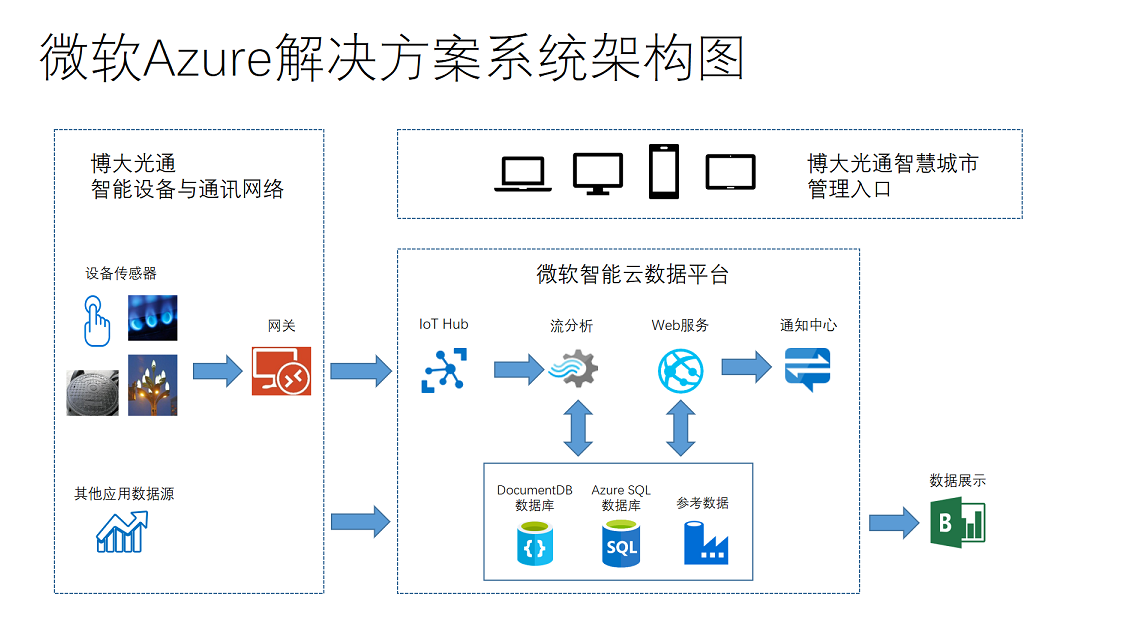 微软Azure解决方案系统架构图
博大光通
智能设备与通讯网络
博大光通智慧城市
管理入口
设备传感器
网关
微软智能云数据平台
IoT Hub
流分析
Web服务
通知中心
其他应用数据源
DocumentDB
数据库
Azure SQL
数据库
参考数据
SQL
数据展示
B